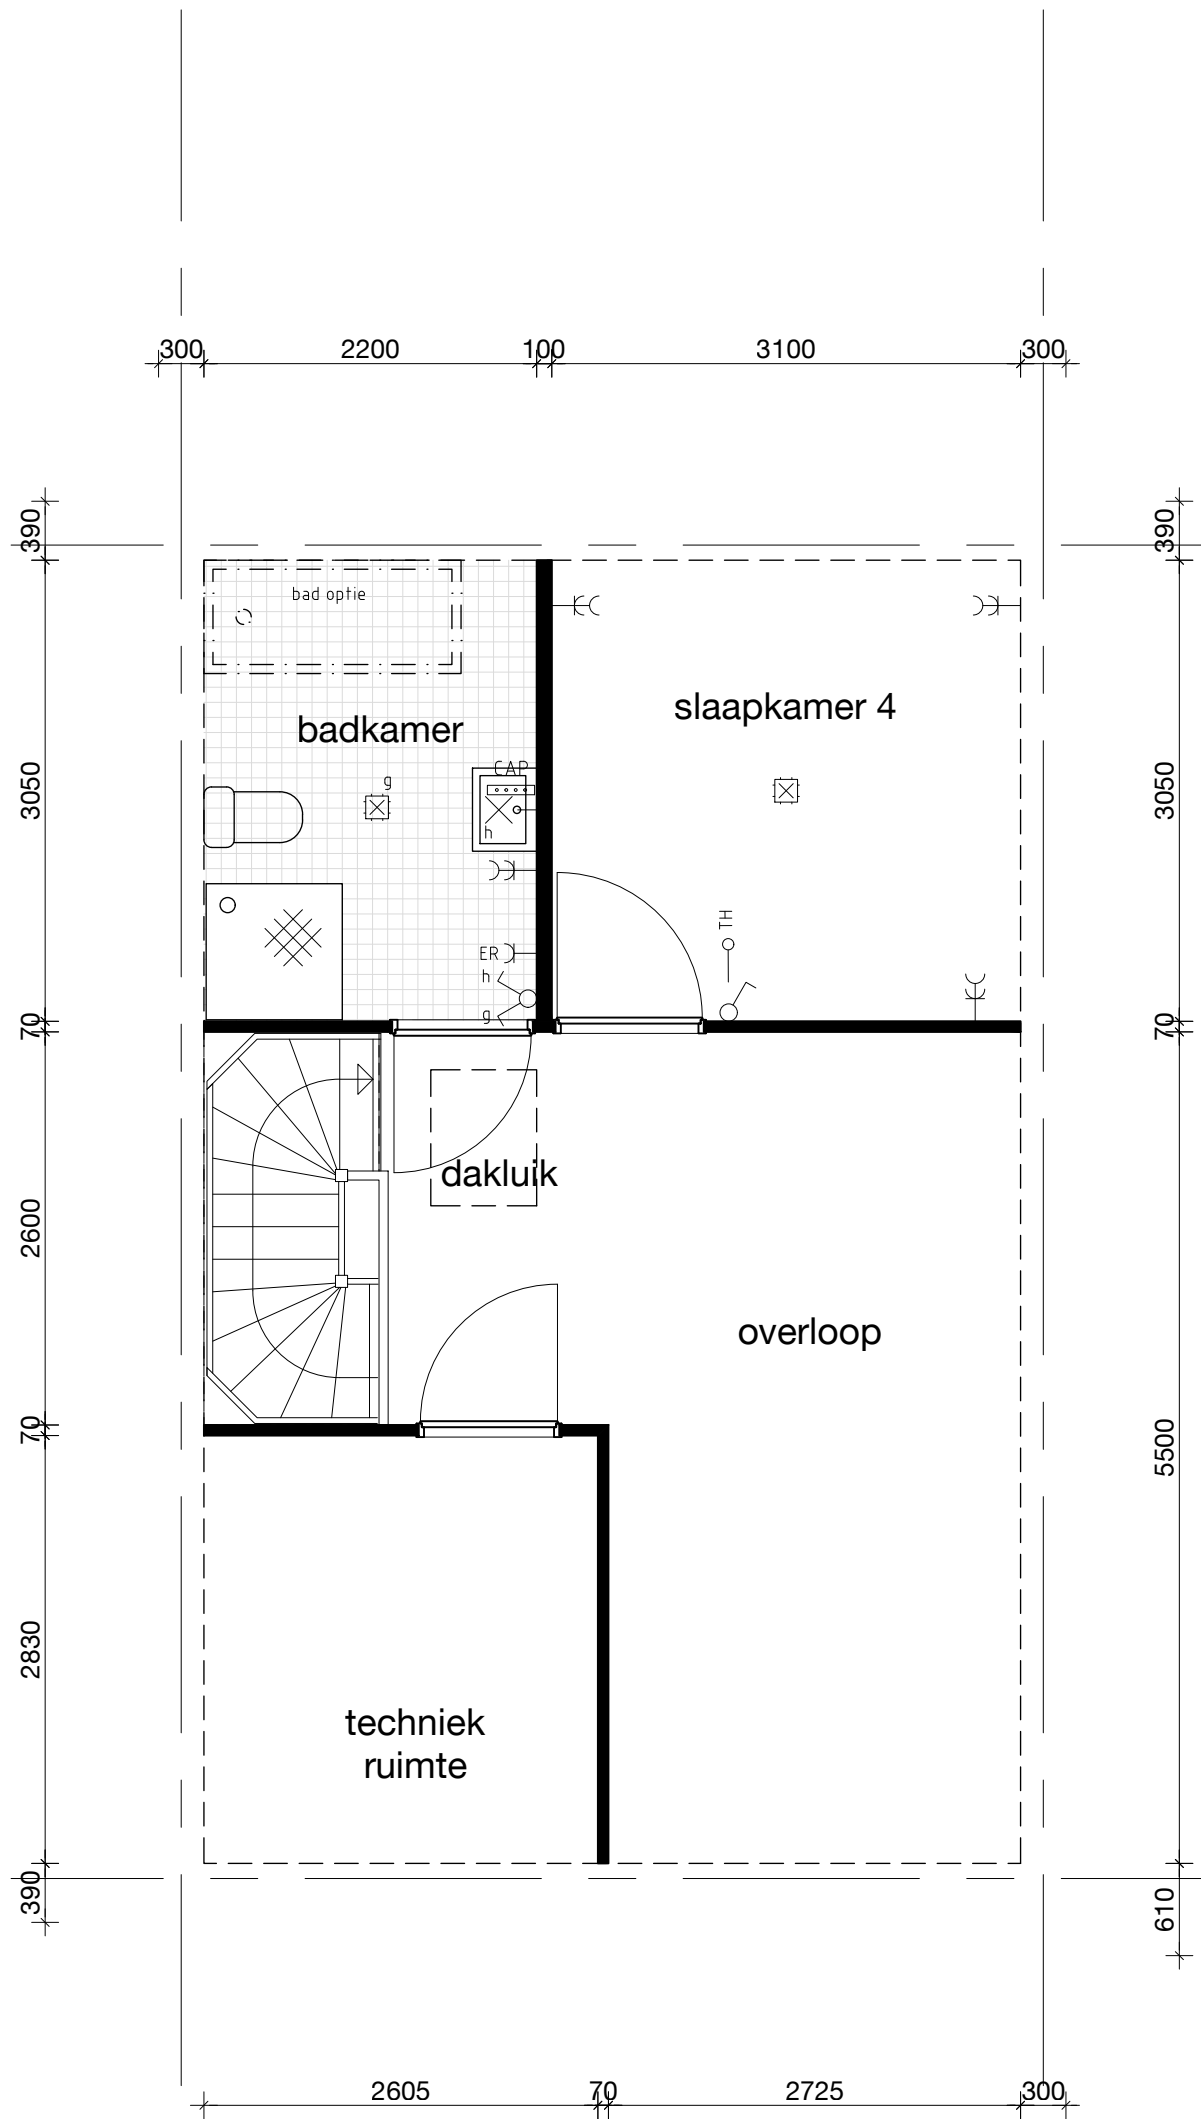 300 2200 100 3100 300
390 390
bad optie
slaapkamer 4
badkamer
CAP
g
3050 3050
h
TH
ER
h
g
70 70
dakluik
2600
overloop
70
5500
2830
techniek
ruimte
390 610
2605 70 2725 300